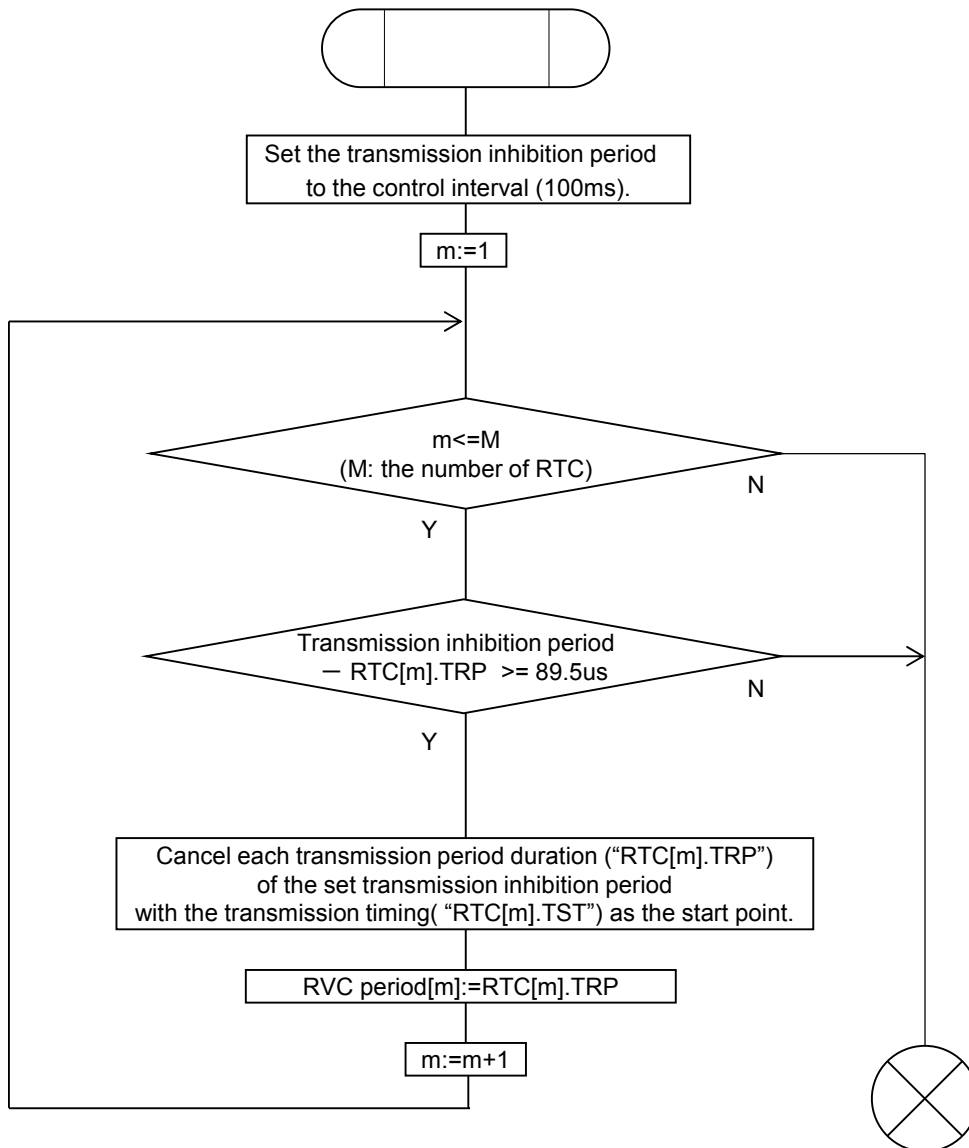 Set the transmission inhibition period
to the control interval (100ms).
m:=1
m<=M
(M: the number of RTC)
N
Y
Transmission inhibition period
－ RTC[m].TRP >= 89.5us
N
Y
Cancel each transmission period duration (“RTC[m].TRP”)
of the set transmission inhibition period
with the transmission timing( “RTC[m].TST”) as the start point.
RVC period[m]:=RTC[m].TRP
m:=m+1